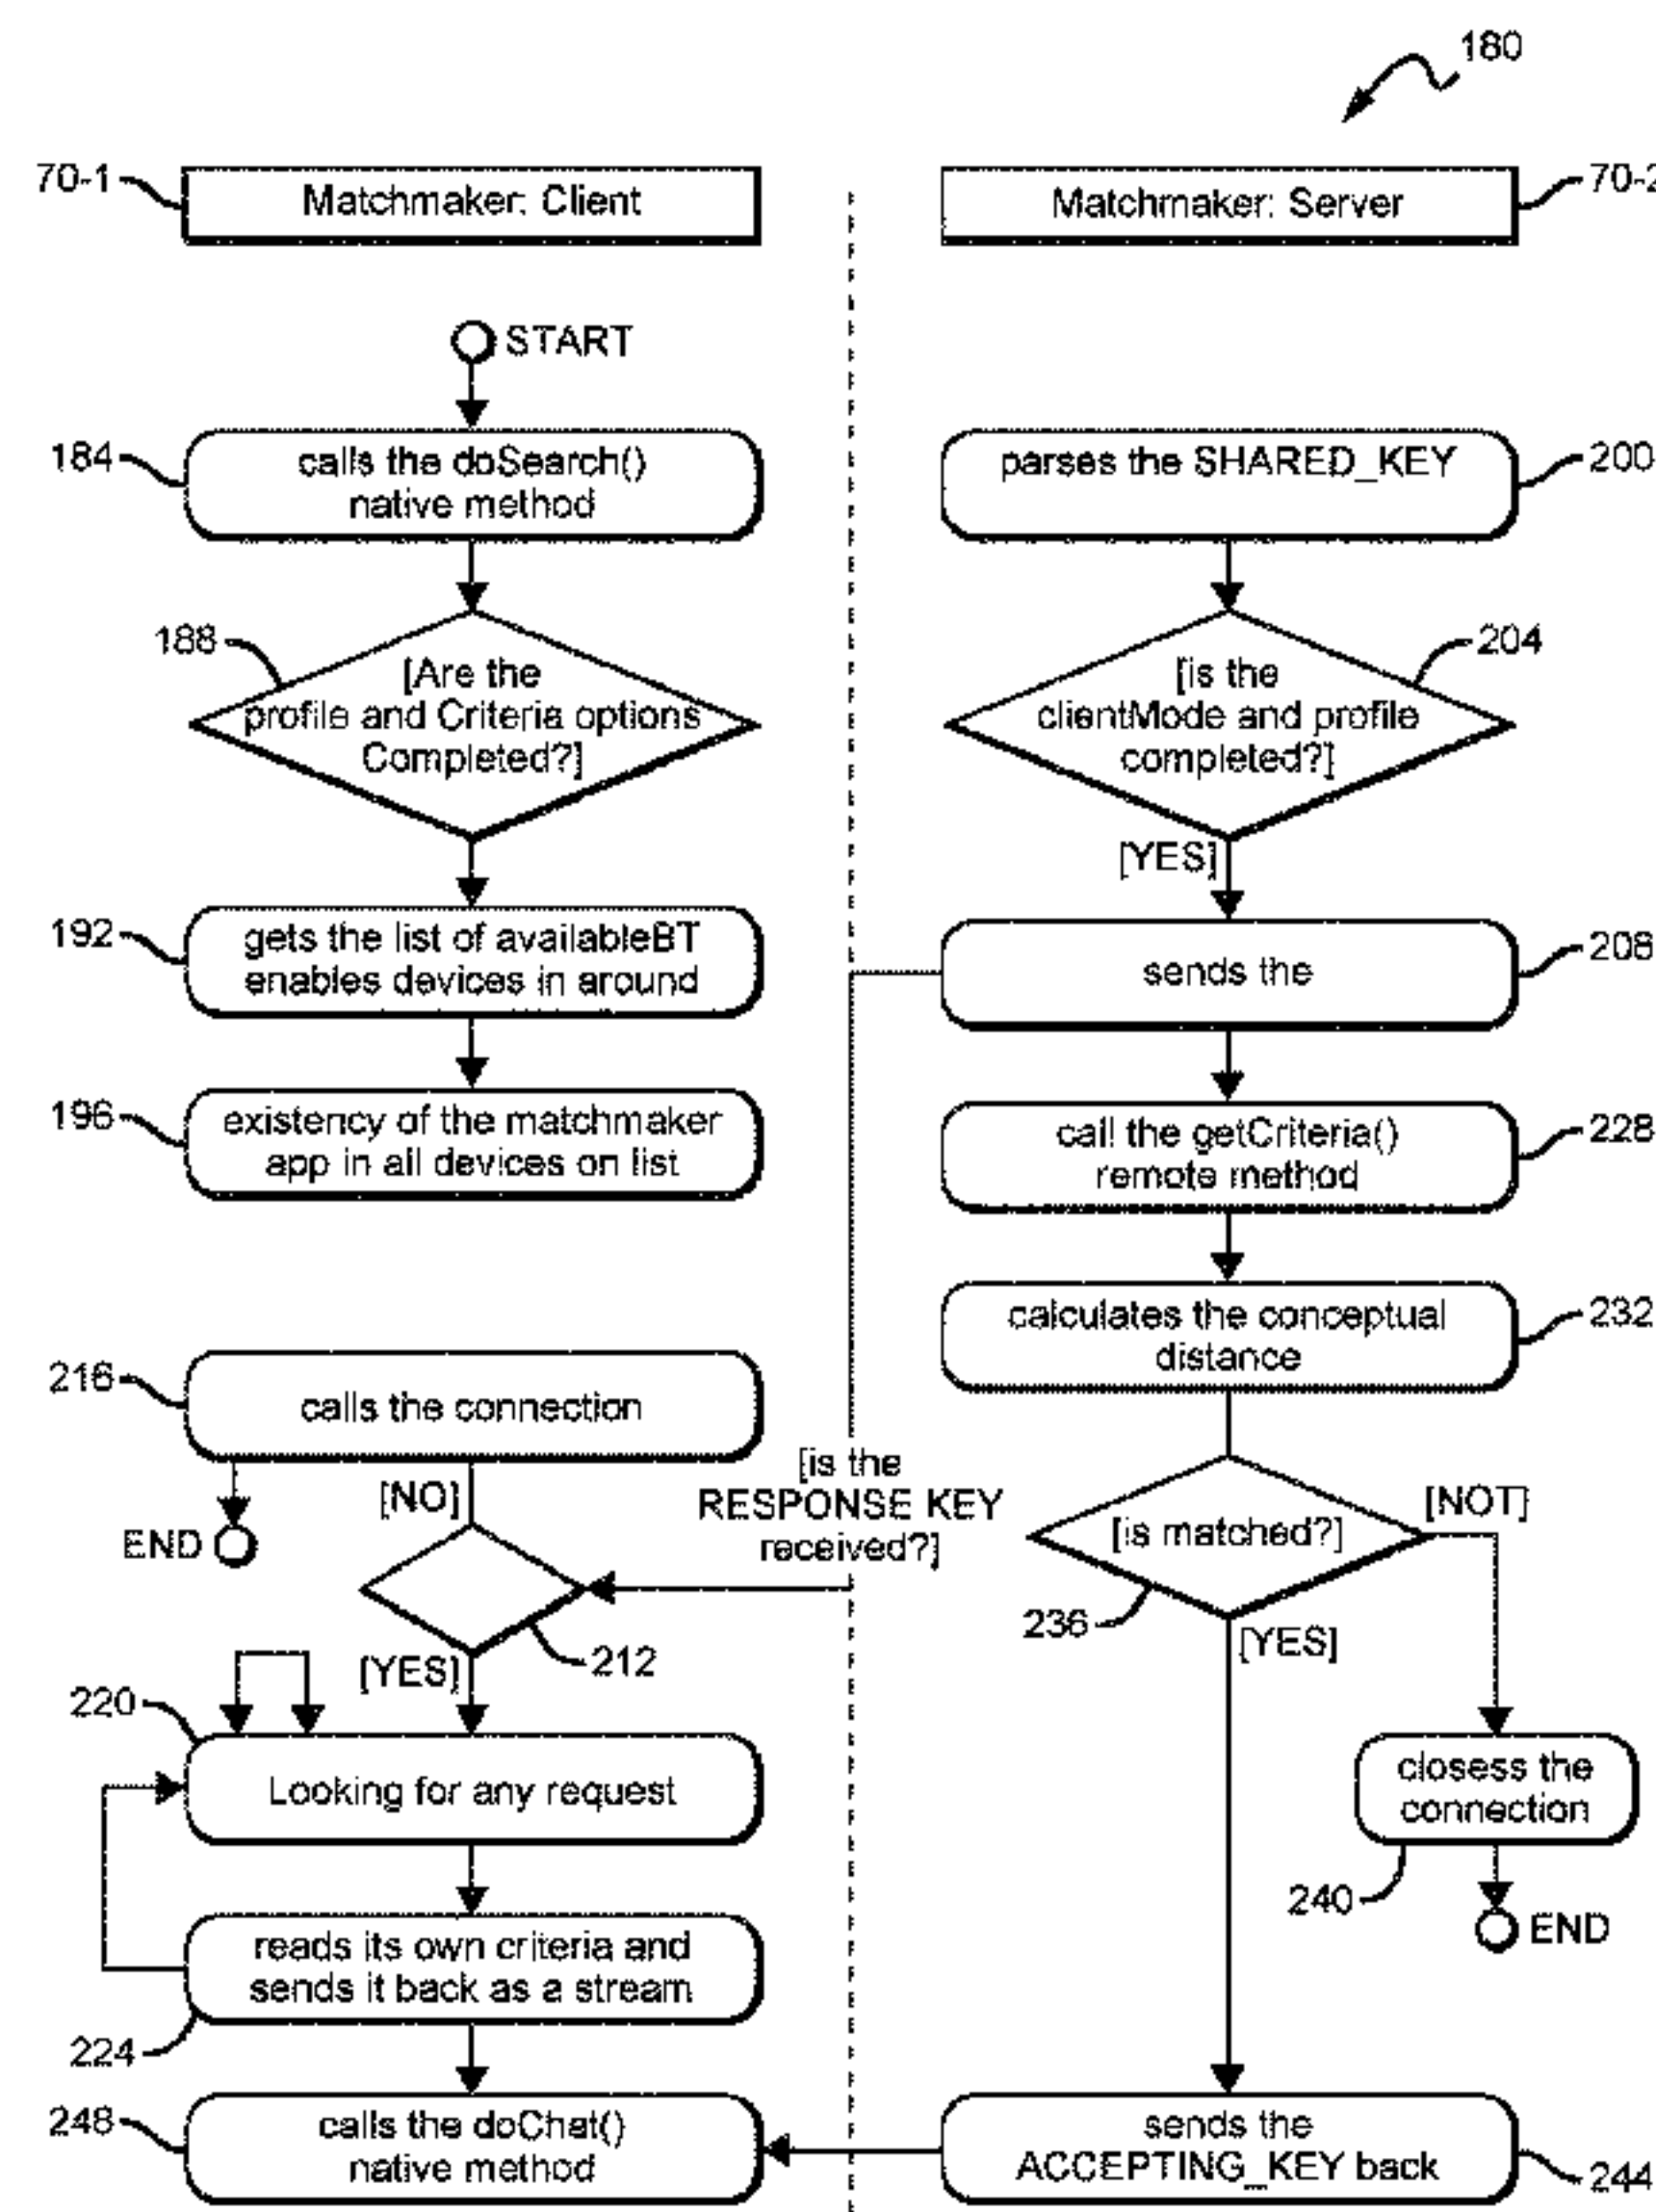 180
70-1
Matchmaker: Client
Matchmaker: Server
70-2
START
184
calls the doSearch()
native method
parses the SHARED_KEY
200
188
[Are the
profile and Criteria options
Completed?]
[is the
clientMode and profile
completed?]
204
[YES]
192
gets the list of availableBT
enables devices in around
sends the
208
196
existency of the matchmaker
app in all devices on list
call the getCriteria()
remote method
228
calculates the conceptual
distance
232
216
calls the connection
[NO]
END
[is the
RESPONSE KEY
received?]
212
[YES]
[is matched?]
[NOT]
236
[YES]
220
Looking for any request
closess the
connection
240
END
reads its own criteria and
sends it back as a stream
224
248
calls the doChat()
native method
sends the
ACCEPTING_KEY back
244